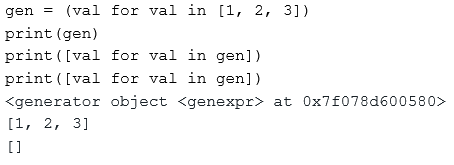 gen = (val for val in [1, 2, 3])
print(gen)
print([val for val in gen])
print([val for val in gen])
<generator object <genexpr> at 0x7f078d600580>
[1, 2, 3]
[]